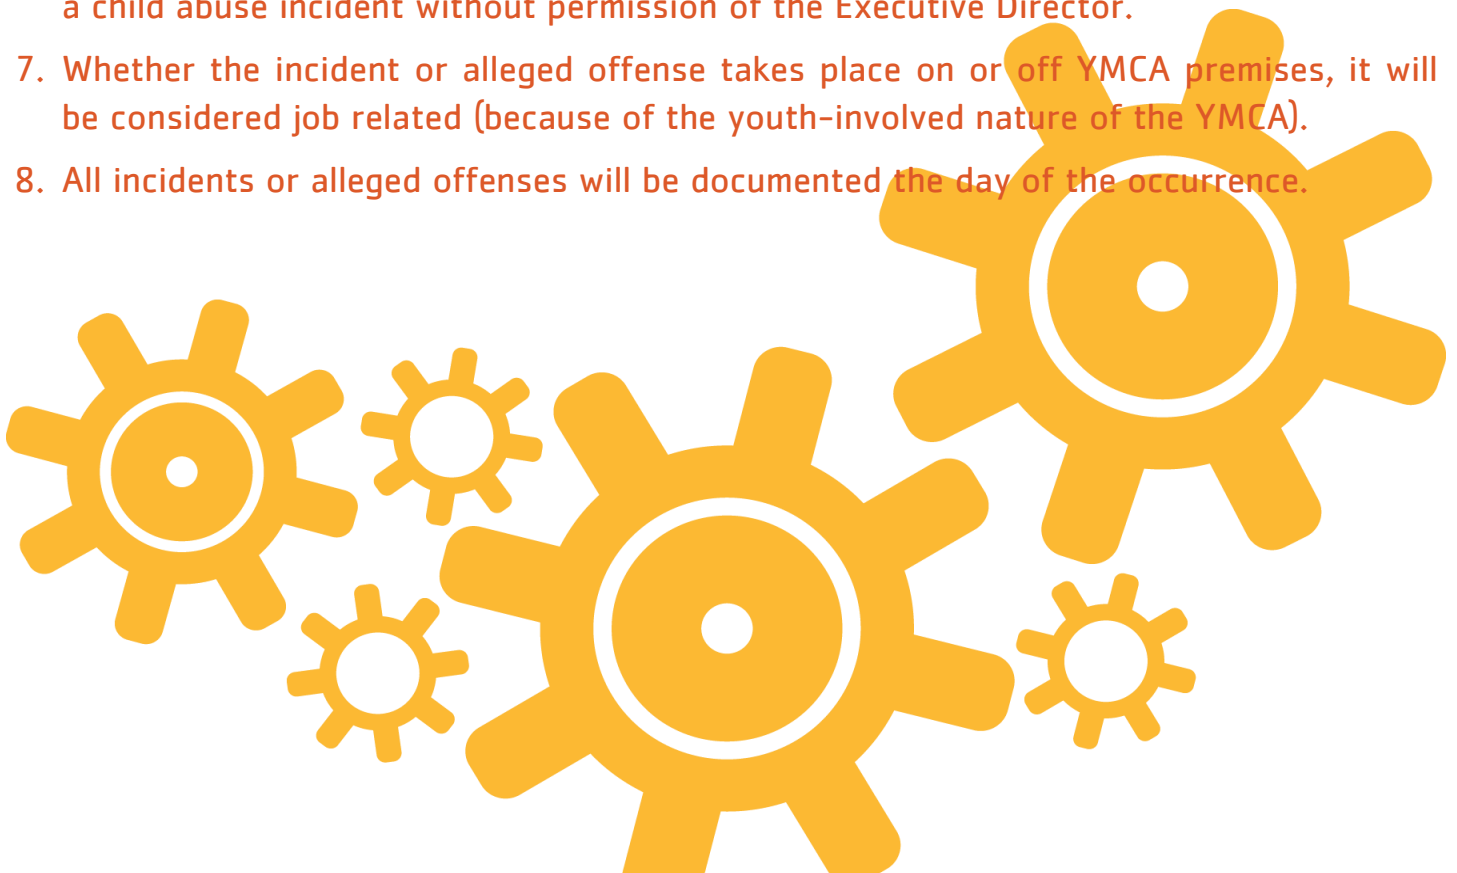 a child abuse incident without permission of the Executive Director.
7. Whether the incident or alleged offense takes place on or off YMCA premises, it will
be considered job related (because of the youth-involved nature of the YMCA).
8. All incidents or alleged offenses will be documented the day of the occurrence.